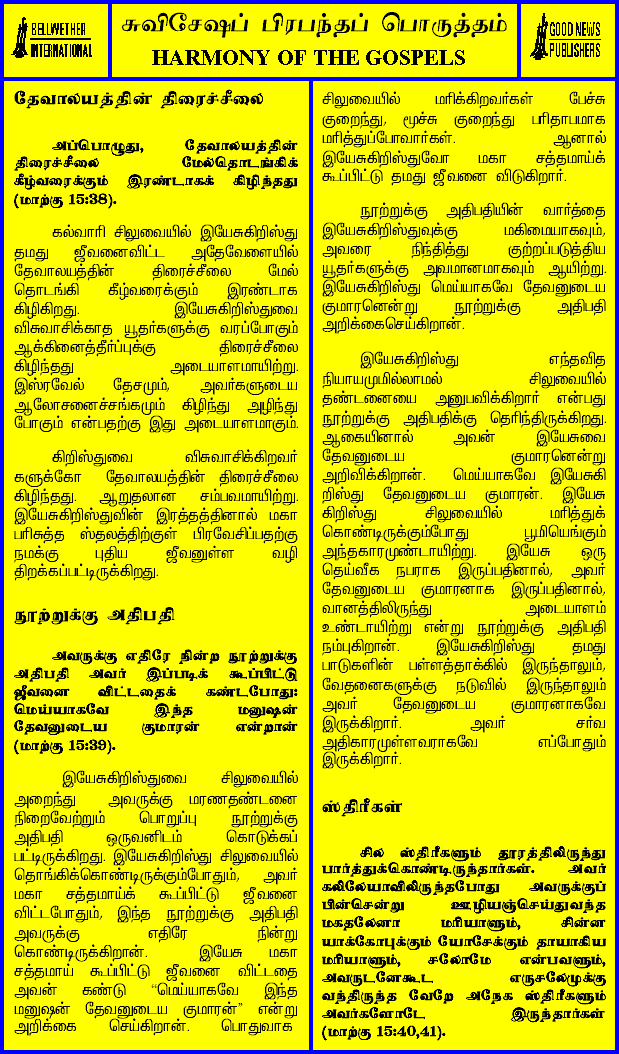 BELLWETHER
INTERNATIONAL
சுவிசேஷப் பிரபந்தப் பொருத்தம்
HARMONY OF THE GOSPELS
GOOD NEWS
PUBLISHERS
தேவாலயத்தின் திரைச்சீலை
அப்பொழுது, தேவாலயத்தின்
திரைச்சீலை மேல்தொடங்கிக்
கீழ்வரைக்கும் இரண்டாகக் கிழிந்தது
(மாற்கு 15:38).
கல்வாரி சிலுவையில் இயேசுகிறிஸ்து
தமது ஜீவனைவிட்ட அதேவேளையில்
தேவாலயத்தின் திரைச்சீலை மேல்
தொடங்கி கீழ்வரைக்கும் இரண்டாக
கிழிகிறது. இயேசுகிறிஸ்துவை
விசுவாசிக்காத யூதர்களுக்கு வரப்போகும்
ஆக்கினைத்தீர்ப்புக்கு திரைச்சீலை
கிழிந்தது அடையாளமாயிற்று.
இஸ்ரவேல் தேசமும், அவர்களுடைய
ஆலோசனைச்சங்கமும் கிழிந்து அழிந்து
போகும் என்பதற்கு இது அடையாளமாகும்.
கிறிஸ்துவை விசுவாசிக்கிறவர்
களுக்கோ தேவாலயத்தின் திரைச்சீலை
கிழிந்தது. ஆறுதலான சம்பவமாயிற்று.
இயேசுகிறிஸ்துவின் இரத்தத்தினால் மகா
பரிசுத்த ஸ்தலத்திற்குள் பிரவேசிப்பதற்கு
நமக்கு புதிய ஜீவனுள்ள வழி
திறக்கப்பட்டிருக்கிறது.
நூற்றுக்கு அதிபதி
அவருக்கு எதிரே நின்ற நூற்றுக்கு
அதிபதி அவர் இப்படிக் கூப்பிட்டு
ஜீவனை விட்டதைக் கண்டபோது:
மெய்யாகவே இந்த மனுஷன்
தேவனுடைய குமாரன் என்றான்
(மாற்கு 15:39).
இயேசுகிறிஸ்துவை சிலுவையில்
அறைந்து அவருக்கு மரணதண்டனை
நிறைவேற்றும் பொறுப்பு நூற்றுக்கு
அதிபதி ஒருவனிடம் கொடுக்கப்
பட்டிருக்கிறது. இயேசுகிறிஸ்து சிலுவையில்
தொங்கிக்கொண்டிருக்கும்போதும், அவர்
மகா சத்தமாய்க் கூப்பிட்டு ஜீவனை
விட்டபோதும், இந்த நூற்றுக்கு அதிபதி
அவருக்கு எதிரே நின்று
கொண்டிருக்கிறான். இயேசு மகா
சத்தமாய் கூப்பிட்டு ஜீவனை விட்டதை
அவன் கண்டு “மெய்யாகவே இந்த
மனுஷன் தேவனுடைய குமாரன்” என்று
அறிக்கை செய்கிறான். பொதுவாக
சிலுவையில் மரிக்கிறவர்கள் பேச்சு
குறைந்து, மூச்சு குறைந்து பரிதாபமாக
மரித்துப்போவார்கள். ஆனால்
இயேசுகிறிஸ்துவோ மகா சத்தமாய்க்
கூப்பிட்டு தமது ஜீவனை விடுகிறார்.
நூற்றுக்கு அதிபதியின் வார்த்தை
இயேசுகிறிஸ்துவுக்கு மகிமையாகவும்,
அவரை நிந்தித்து குற்றப்படுத்திய
யூதர்களுக்கு அவமானமாகவும் ஆயிற்று.
இயேசுகிறிஸ்து மெய்யாகவே தேவனுடைய
குமாரனென்று நூற்றுக்கு அதிபதி
அறிக்கைசெய்கிறான்.
இயேசுகிறிஸ்து எந்தவித
நியாயமுமில்லாமல் சிலுவையில்
தண்டனையை அனுபவிக்கிறார் என்பது
நூற்றுக்கு அதிபதிக்கு தெரிந்திருக்கிறது.
ஆகையினால் அவன் இயேசுவை
தேவனுடைய குமாரனென்று
அறிவிக்கிறான். மெய்யாகவே இயேசுகி
றிஸ்து தேவனுடைய குமாரன். இயேசு
கிறிஸ்து சிலுவையில் மரித்துக்
கொண்டிருக்கும்போது பூமியெங்கும்
அந்தகாரமுண்டாயிற்று. இயேசு ஒரு
தெய்வீக நபராக இருப்பதினால், அவர்
தேவனுடைய குமாரனாக இருப்பதினால்,
வானத்திலிருந்து அடையாளம்
உண்டாயிற்று என்று நூற்றுக்கு அதிபதி
நம்புகிறான். இயேசுகிறிஸ்து தமது
பாடுகளின் பள்ளத்தாக்கில் இருந்தாலும்,
வேதனைகளுக்கு நடுவில் இருந்தாலும்
அவர் தேவனுடைய குமாரனாகவே
இருக்கிறார். அவர் சர்வ
அதிகாரமுள்ளவராகவே எப்போதும்
இருக்கிறார்.
ஸ்திரீகள்
சில ஸ்திரீகளும் தூரத்திலிருந்து
பார்த்துக்கொண்டிருந்தார்கள். அவர்
கலிலேயாவிலிருந்தபோது அவருக்குப்
பின்சென்று ஊழியஞ்செய்துவந்த
மகதலேனா மரியாளும், சின்ன
யாக்கோபுக்கும் யோசேக்கும் தாயாகிய
மரியாளும், சலோமே என்பவளும்,
அவருடனேகூட எருசலேமுக்கு
வந்திருந்த வேறே அநேக ஸ்திரீகளும்
அவர்களோடே இருந்தார்கள்
(மாற்கு 15:40,41).